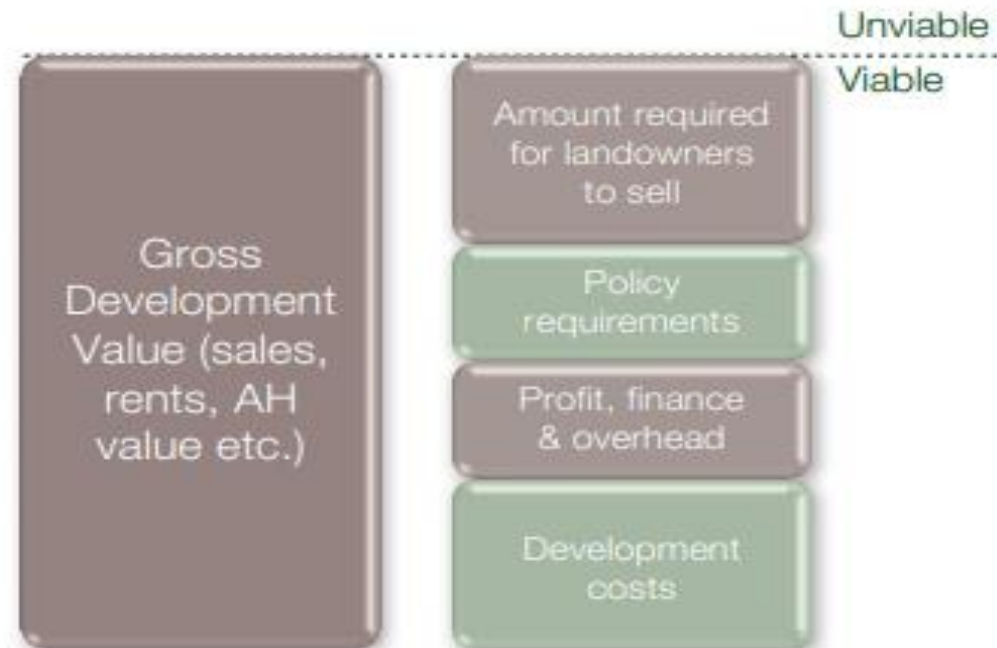 Unviable
Viable
Gross
Development
Value (sales,
rents, AH
value etc.)
Amount required
for landowners
to sell
Policy
requirements
Profit, finance
& overhead
Development
costs